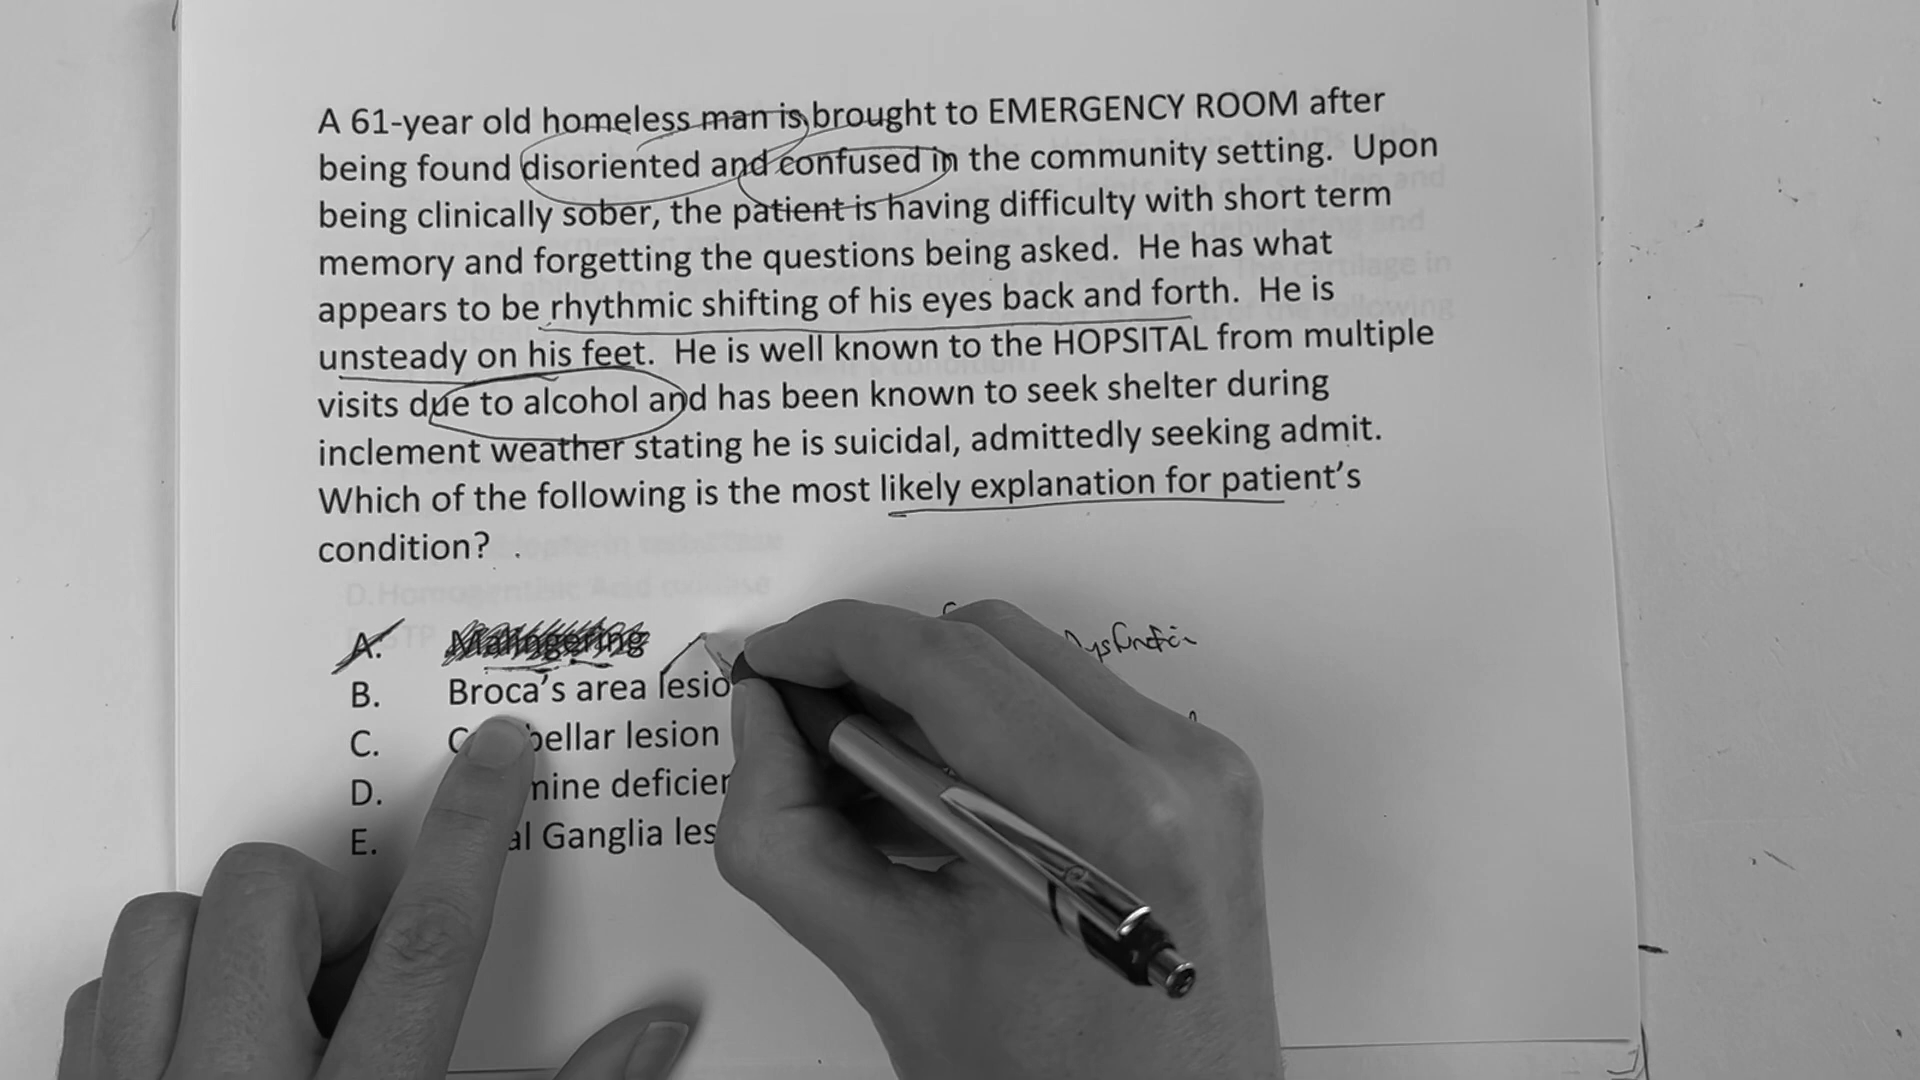 A 61-year old homeless man is brought to EMERGENCY ROOM after
being found disoriented and confused in the community setting. Upon
being clinically sober, the patient is having difficulty with short term
memory and forgetting the questions being asked. He has what
appears to be rhythmic shifting of his eyes back and forth. He is
unsteady on his feet. He is well known to the HOPSITAL from multiple
visits due to alcohol and has been known to seek shelter during
inclement weather stating he is suicidal, admittedly seeking admit.
Which of the following is the most likely explanation for patient's
condition? .
A. Malingering
B. Broca's area lesio
C. C bellar lesion
D. mine deficien
E. al Ganglia les